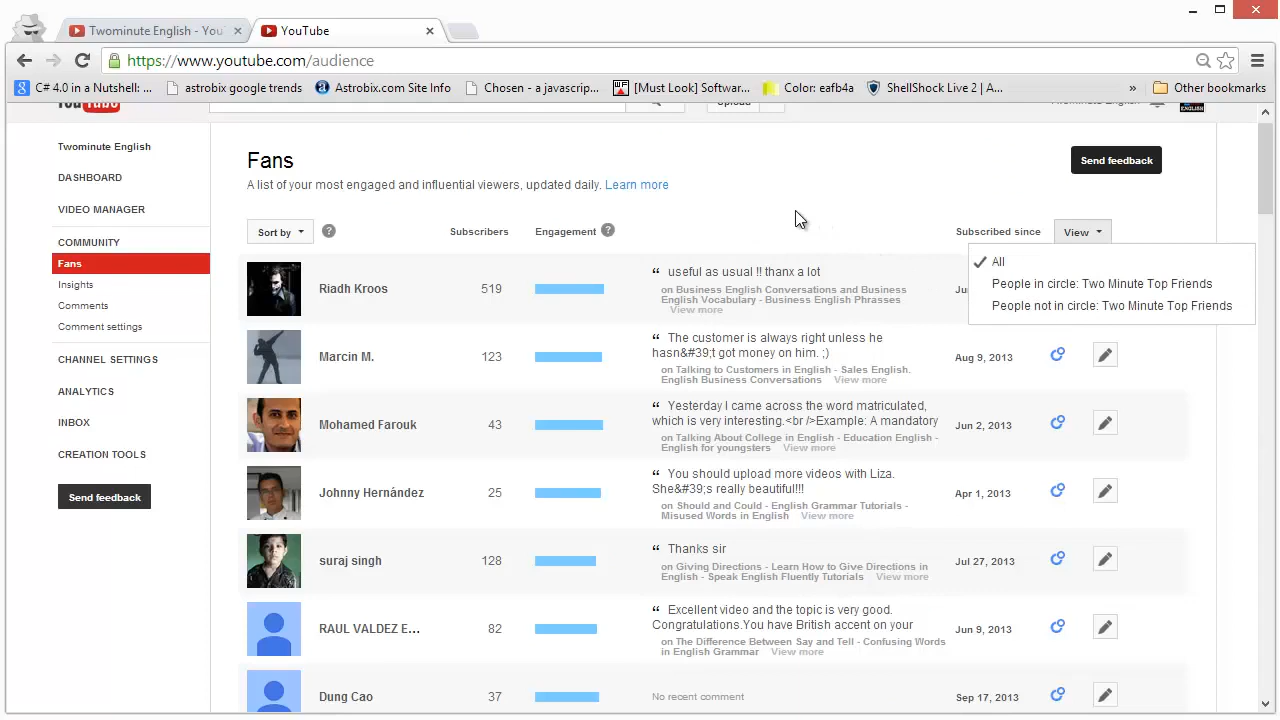 Twominute English - You
YouTube
https://www.youtube.com/audience
C# 4.0 in a Nutshell: ...
astrobix google trends
Astrobix.com Site Info
Chosen - a javascrip...
[Must Look] Software...
Color: eafb4a
ShellShock Live 2 | A...
»
Other bookmarks
YouTube
Upload
Twominute English
ENGLISH
Twominute English
DASHBOARD
VIDEO MANAGER
COMMUNITY
Fans
Insights
Comments
Comment settings
CHANNEL SETTINGS
ANALYTICS
INBOX
CREATION TOOLS
Send feedback
Fans
Send feedback
A list of your most engaged and influential viewers, updated daily. Learn more
Sort by ? Subscribers Engagement ? Subscribed since View
All
People in circle: Two Minute Top Friends
People not in circle: Two Minute Top Friends
Riadh Kroos 519
“ useful as usual !! thanx a lot
on Business English Conversations and Business
English Vocabulary - Business English Phrases
View more
Marcin M. 123
“ The customer is always right unless he
hasn&#39;t got money on him. ;)
on Talking to Customers in English - Sales English.
English Business Conversations View more
Aug 9, 2013
Mohamed Farouk 43
“ Yesterday I came across the word matriculated,
which is very interesting.<br />Example: A mandatory
on Talking About College in English - Education English -
English for youngsters View more
Jun 2, 2013
Johnny Hernández 25
“ You should upload more videos with Liza.
She&#39;s really beautiful!!!
on Should and Could - English Grammar Tutorials -
Misused Words in English View more
Apr 1, 2013
suraj singh 128
“ Thanks sir
on Giving Directions - Learn How to Give Directions in
English - Speak English Fluently Tutorials View more
Jul 27, 2013
RAUL VALDEZ E... 82
“ Excellent video and the topic is very good.
Congratulations.You have British accent on your
on The Difference Between Say and Tell - Confusing Words
in English Grammar View more
Jun 9, 2013
Dung Cao 37
No recent comment
Sep 17, 2013